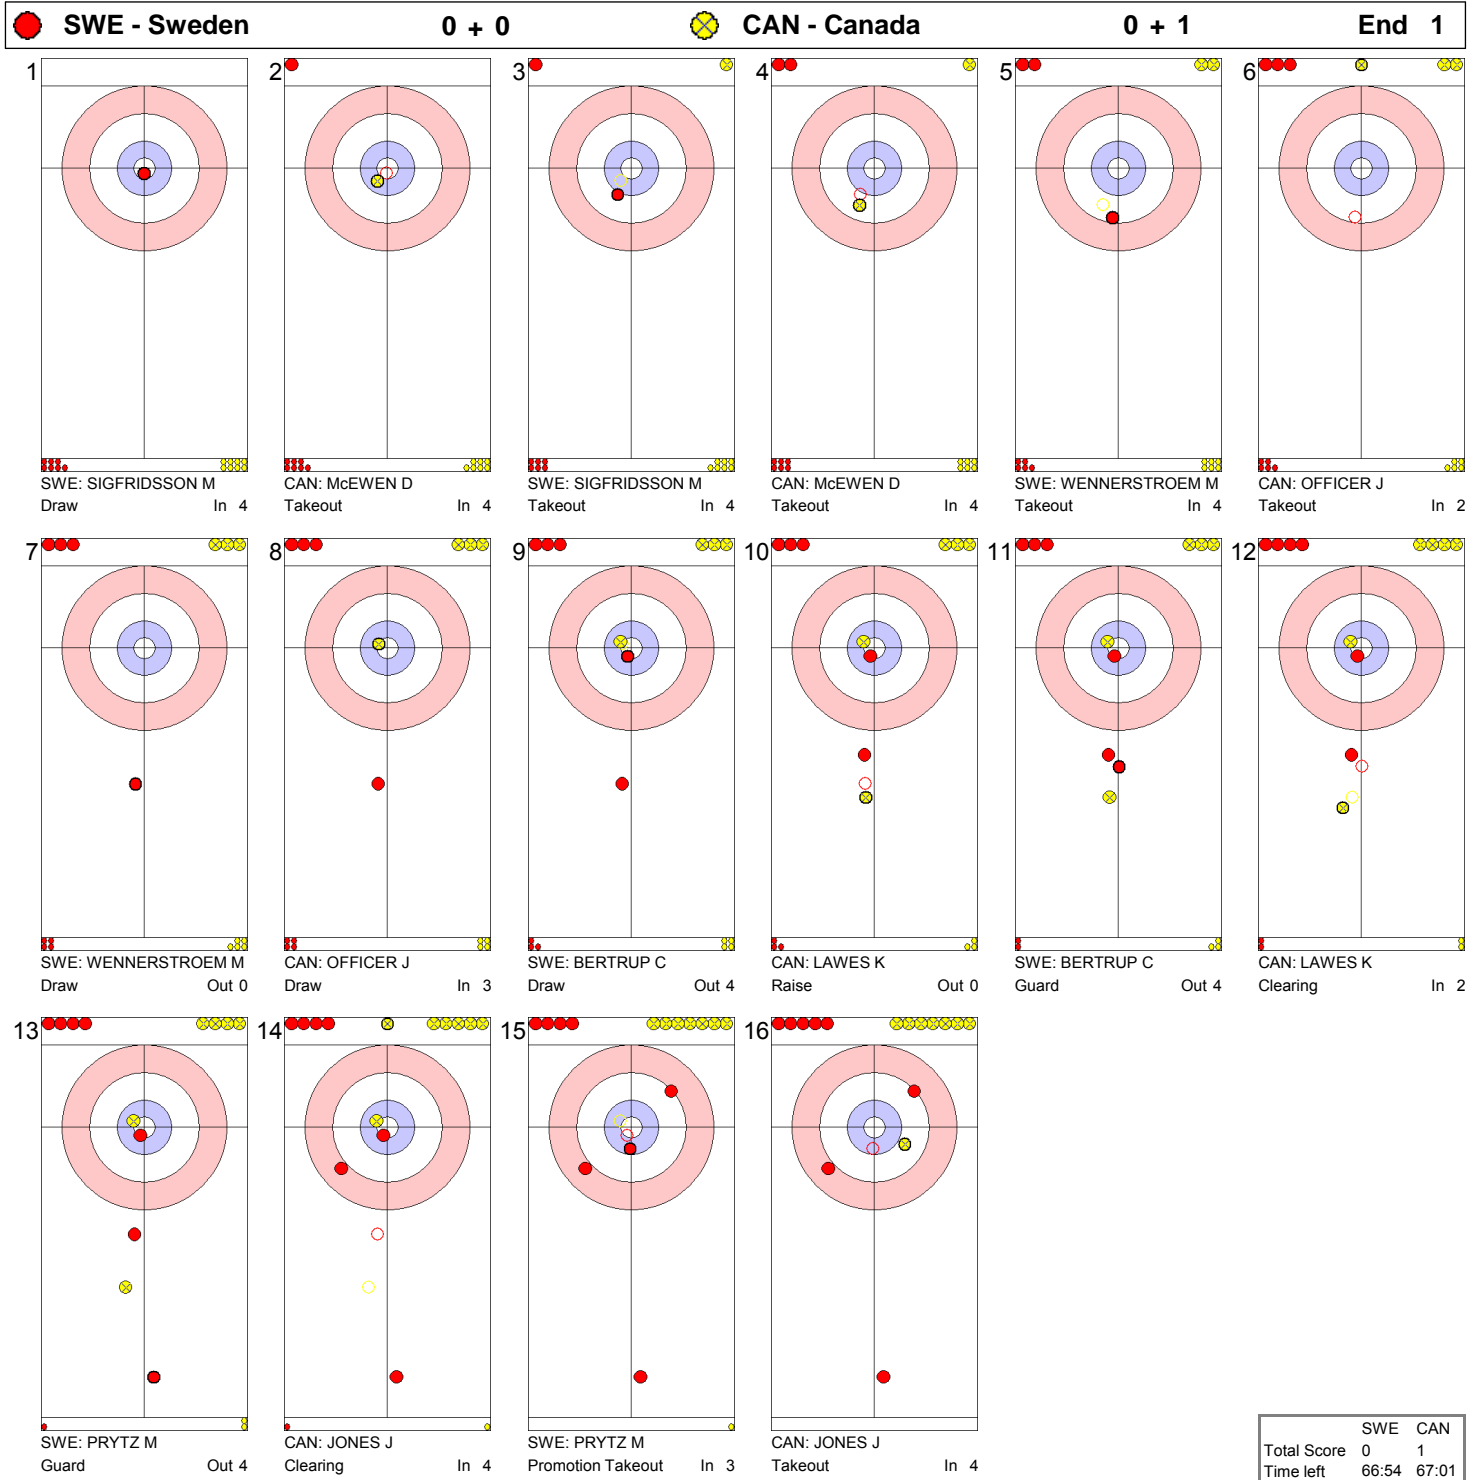 SWE - Sweden 0 + 0 CAN - Canada 0 + 1 End 1
1 2 3 4 5 6
SWE: SIGFRIDSSON M CAN: McEWEN D SWE: SIGFRIDSSON M CAN: McEWEN D SWE: WENNERSTROEM M CAN: OFFICER J
Draw In 4 Takeout In 4 Takeout In 4 Takeout In 4 Takeout In 4 Takeout In 2
7 8 9 10 11 12
SWE: WENNERSTROEM M CAN: OFFICER J SWE: BERTRUP C CAN: LAWES K SWE: BERTRUP C CAN: LAWES K
Draw Out 0 Draw In 3 Draw Out 4 Raise Out 0 Guard Out 4 Clearing In 2
13 14 15 16
SWE: PRYTZ M CAN: JONES J SWE: PRYTZ M CAN: JONES J
Guard Out 4 Clearing In 4 Promotion Takeout In 3 Takeout In 4
SWE CAN
Total Score 0 1
Time left 66:54 67:01